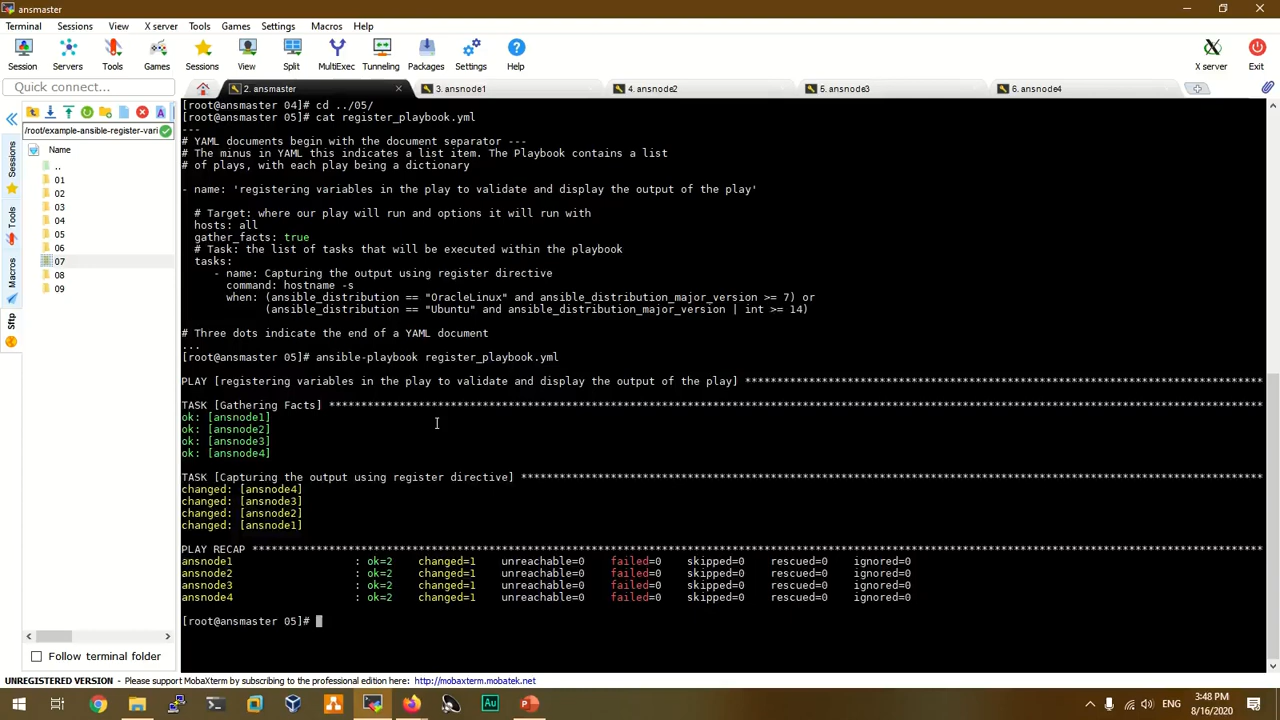 ansmaster
Terminal Sessions View X server Tools Games Settings Macros Help
Session Servers Tools Games Sessions View Split MultiExec Tunneling Packages Settings Help X server Exit
Quick connect...
2. ansmaster 3. ansnode1 4. ansnode2 5. ansnode3 6. ansnode4
/root/example-ansible-register-vari
Name
..
01
02
03
04
05
06
07
08
09
Sessions
Tools
Macros
Sftp
[root@ansmaster 04]# cd ../05/
[root@ansmaster 05]# cat register_playbook.yml
---
# YAML documents begin with the document separator ---
# The minus in YAML this indicates a list item. The Playbook contains a list
# of plays, with each play being a dictionary
- name: 'registering variables in the play to validate and display the output of the play'
# Target: where our play will run and options it will run with
hosts: all
gather_facts: true
# Task: the list of tasks that will be executed within the playbook
tasks:
- name: Capturing the output using register directive
command: hostname -s
when: (ansible_distribution == "OracleLinux" and ansible_distribution_major_version >= 7) or
(ansible_distribution == "Ubuntu" and ansible_distribution_major_version | int >= 14)
# Three dots indicate the end of a YAML document
...
[root@ansmaster 05]# ansible-playbook register_playbook.yml
PLAY [registering variables in the play to validate and display the output of the play] ****************************************************************************************
TASK [Gathering Facts] *********************************************************************************************************************************************************
ok: [ansnode1]
ok: [ansnode2]
ok: [ansnode3]
ok: [ansnode4]
TASK [Capturing the output using register directive] ***************************************************************************************************************************
changed: [ansnode4]
changed: [ansnode3]
changed: [ansnode2]
changed: [ansnode1]
PLAY RECAP *********************************************************************************************************************************************************************
ansnode1 : ok=2 changed=1 unreachable=0 failed=0 skipped=0 rescued=0 ignored=0
ansnode2 : ok=2 changed=1 unreachable=0 failed=0 skipped=0 rescued=0 ignored=0
ansnode3 : ok=2 changed=1 unreachable=0 failed=0 skipped=0 rescued=0 ignored=0
ansnode4 : ok=2 changed=1 unreachable=0 failed=0 skipped=0 rescued=0 ignored=0
[root@ansmaster 05]#
Follow terminal folder
UNREGISTERED VERSION - Please support MobaXterm by subscribing to the professional edition here: http://mobaxterm.mobatek.net
Au
ENG
3:48 PM
8/16/2020